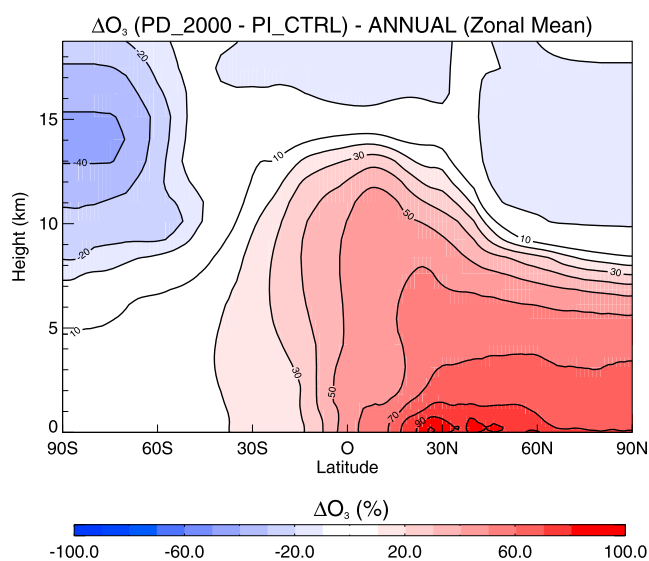 ΔO₃ (PD_2000 - PI_CTRL) - ANNUAL (Zonal Mean)
-20
15
10
30
-40
Height (km)
50
10
10
-20
30
10
5
30
50
70
90
0
90S 60S 30S O 30N 60N 90N
Latitude
ΔO₃ (%)
-100.0 -60.0 -20.0 20.0 60.0 100.0